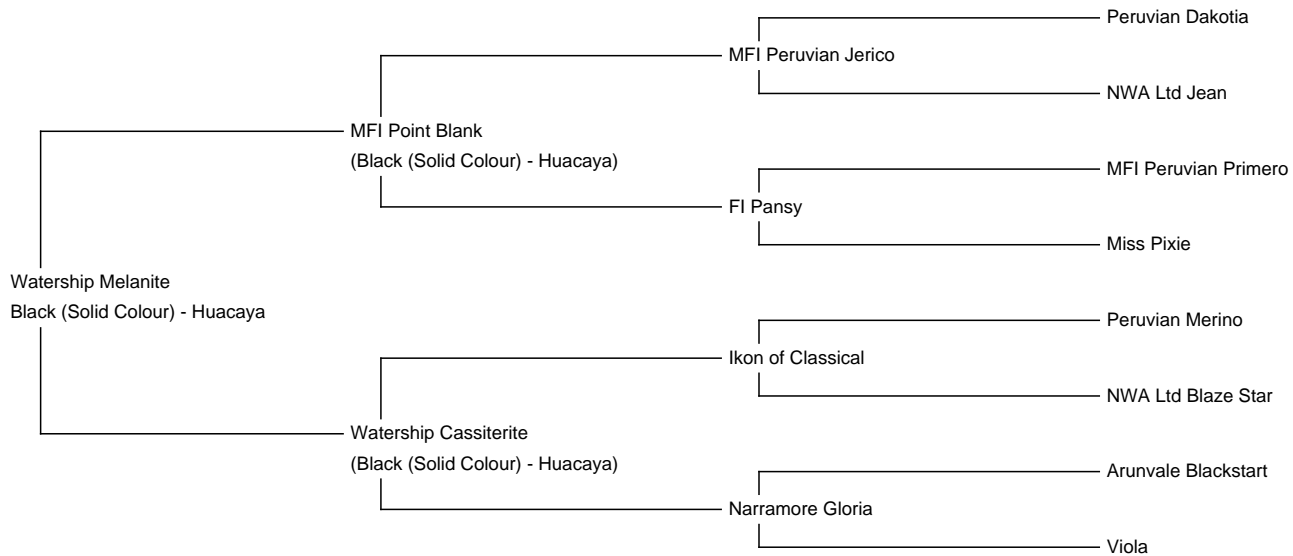 Peruvian Dakotia
MFI Peruvian Jerico
NWA Ltd Jean
MFI Point Blank
(Black (Solid Colour) - Huacaya)
MFI Peruvian Primero
FI Pansy
Miss Pixie
Watership Melanite
Black (Solid Colour) - Huacaya
Peruvian Merino
Ikon of Classical
NWA Ltd Blaze Star
Watership Cassiterite
(Black (Solid Colour) - Huacaya)
Arunvale Blackstart
Narramore Gloria
Viola